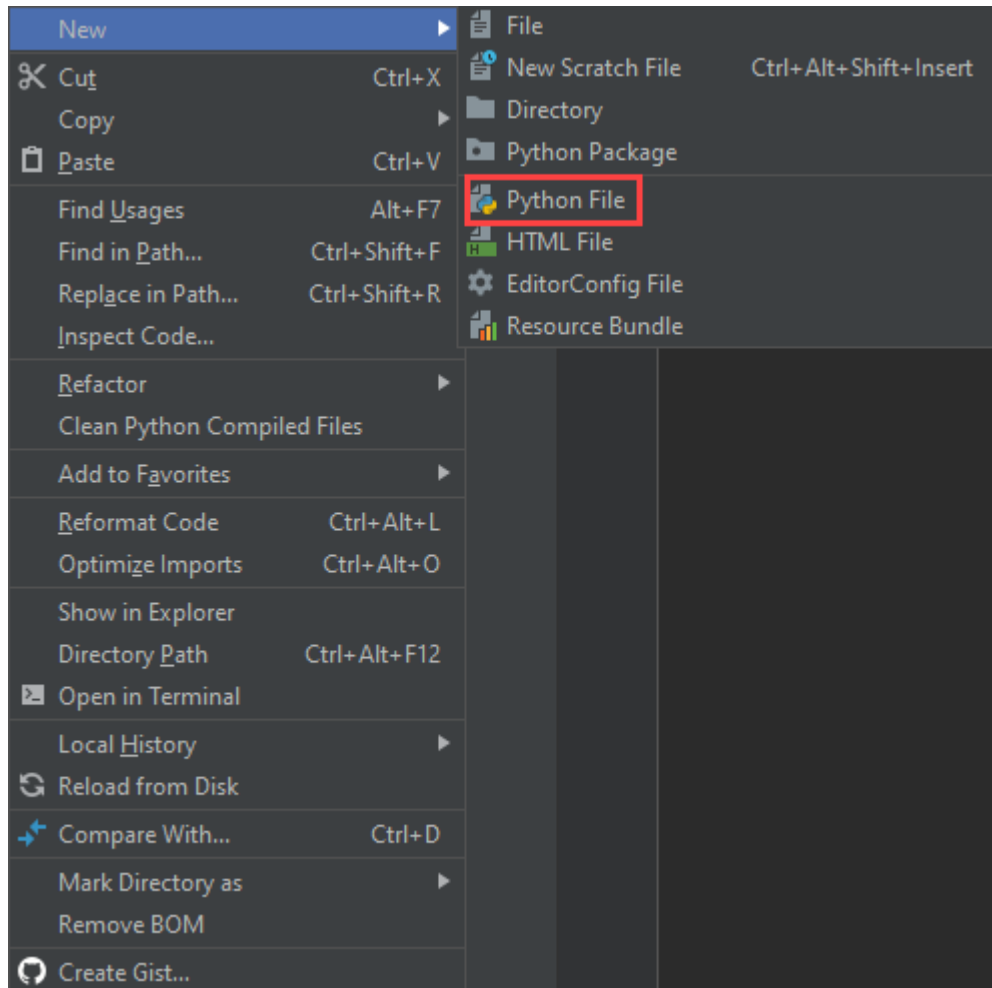 New
Cut Ctrl+X
Copy
Paste Ctrl+V
Find Usages Alt+F7
Find in Path... Ctrl+Shift+F
Replace in Path... Ctrl+Shift+R
Inspect Code...
Refactor
Clean Python Compiled Files
Add to Favorites
Reformat Code Ctrl+Alt+L
Optimize Imports Ctrl+Alt+O
Show in Explorer
Directory Path Ctrl+Alt+F12
Open in Terminal
Local History
Reload from Disk
Compare With... Ctrl+D
Mark Directory as
Remove BOM
Create Gist...
File
New Scratch File Ctrl+Alt+Shift+Insert
Directory
Python Package
Python File
H HTML File
EditorConfig File
Resource Bundle